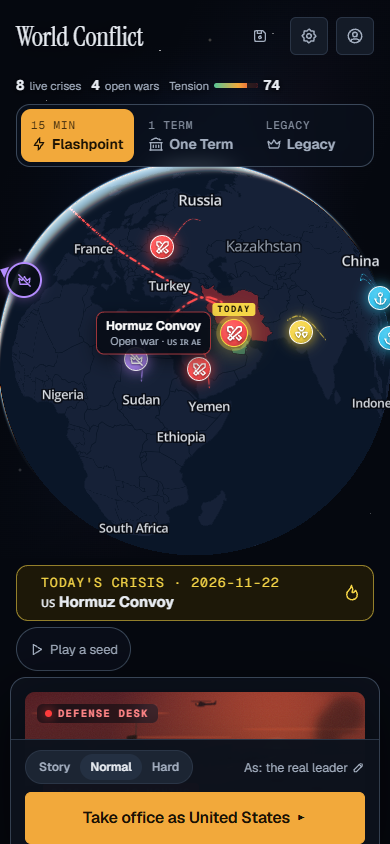 World Conflict
8 live crises 4 open wars Tension 74
15 MIN
Flashpoint
1 TERM
One Term
LEGACY
Legacy
Russia
France
Kazakhstan
China
Turkey
TODAY
Hormuz Convoy
Open war · US IR AE
Nigeria
Sudan
Yemen
Indone
Ethiopia
South Africa
TODAY'S CRISIS · 2026-11-22
US Hormuz Convoy
Play a seed
DEFENSE DESK
Story Normal Hard
As: the real leader
Take office as United States ▸